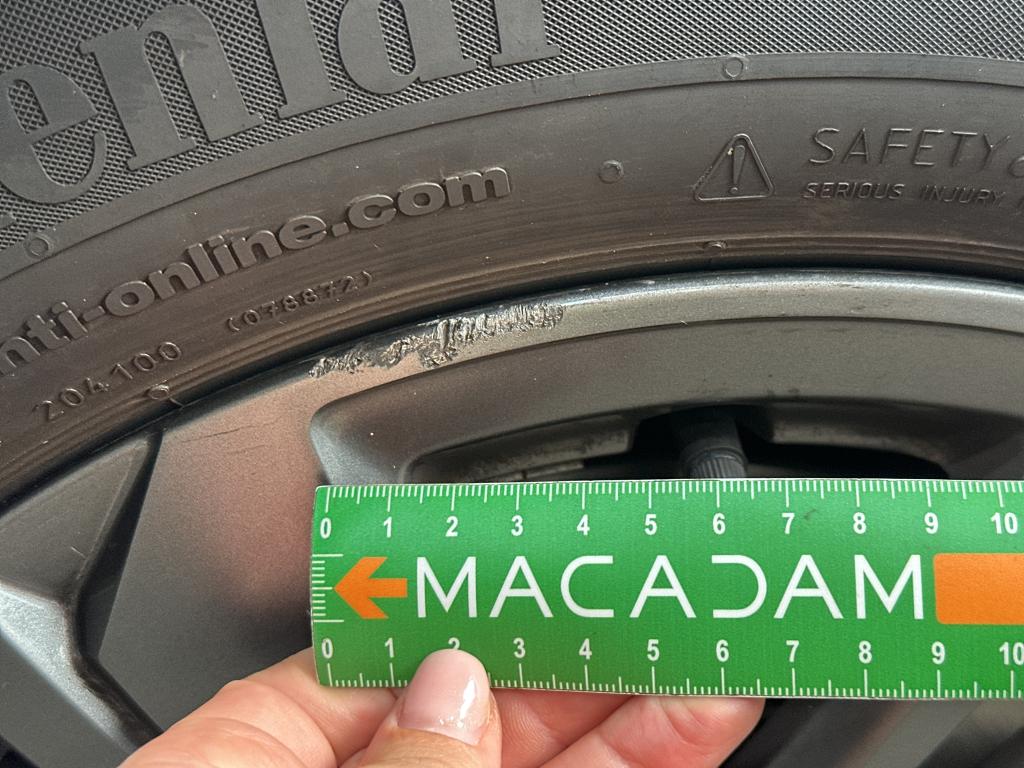 SAFETY
SERIOUS INJURY
nti-online.com
(078872)
204100
0 1 2 3 4 5 6 7 8 9 10
MACADAM
0 1 2 3 4 5 6 7 8 9 10